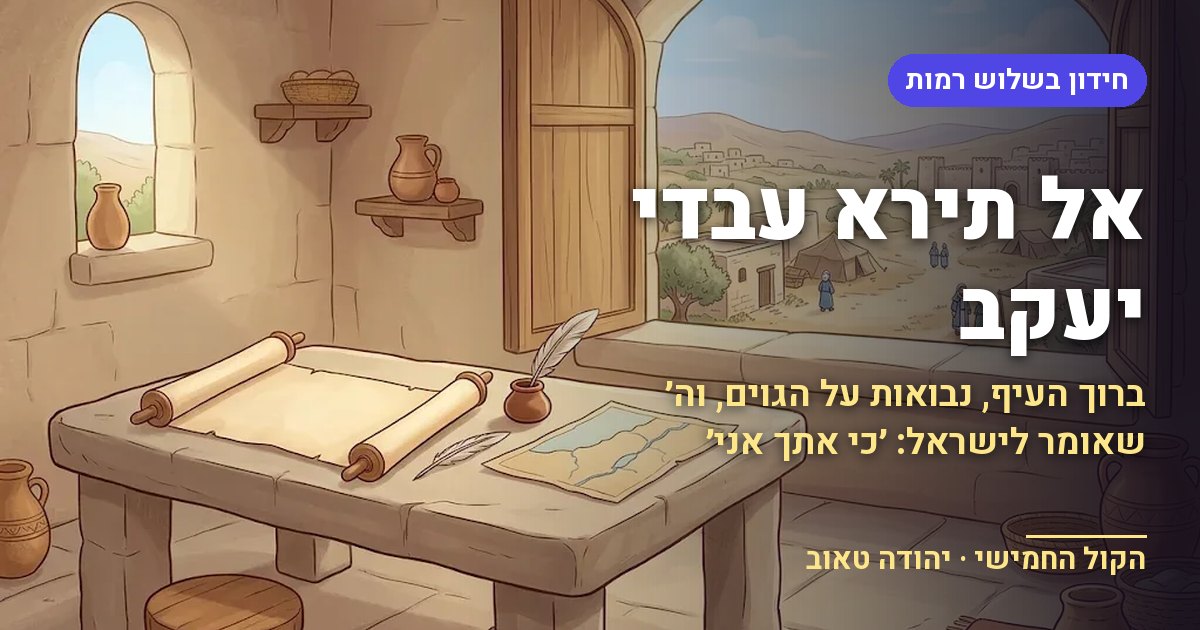 חידון בשלוש רמות
אל תירא עבדי
יעקב
ברוך העיף, נבואות על הגוים, וה׳
שאומר לישראל: ׳כי אתך אני׳
הקול החמישי · יהודה טאוב